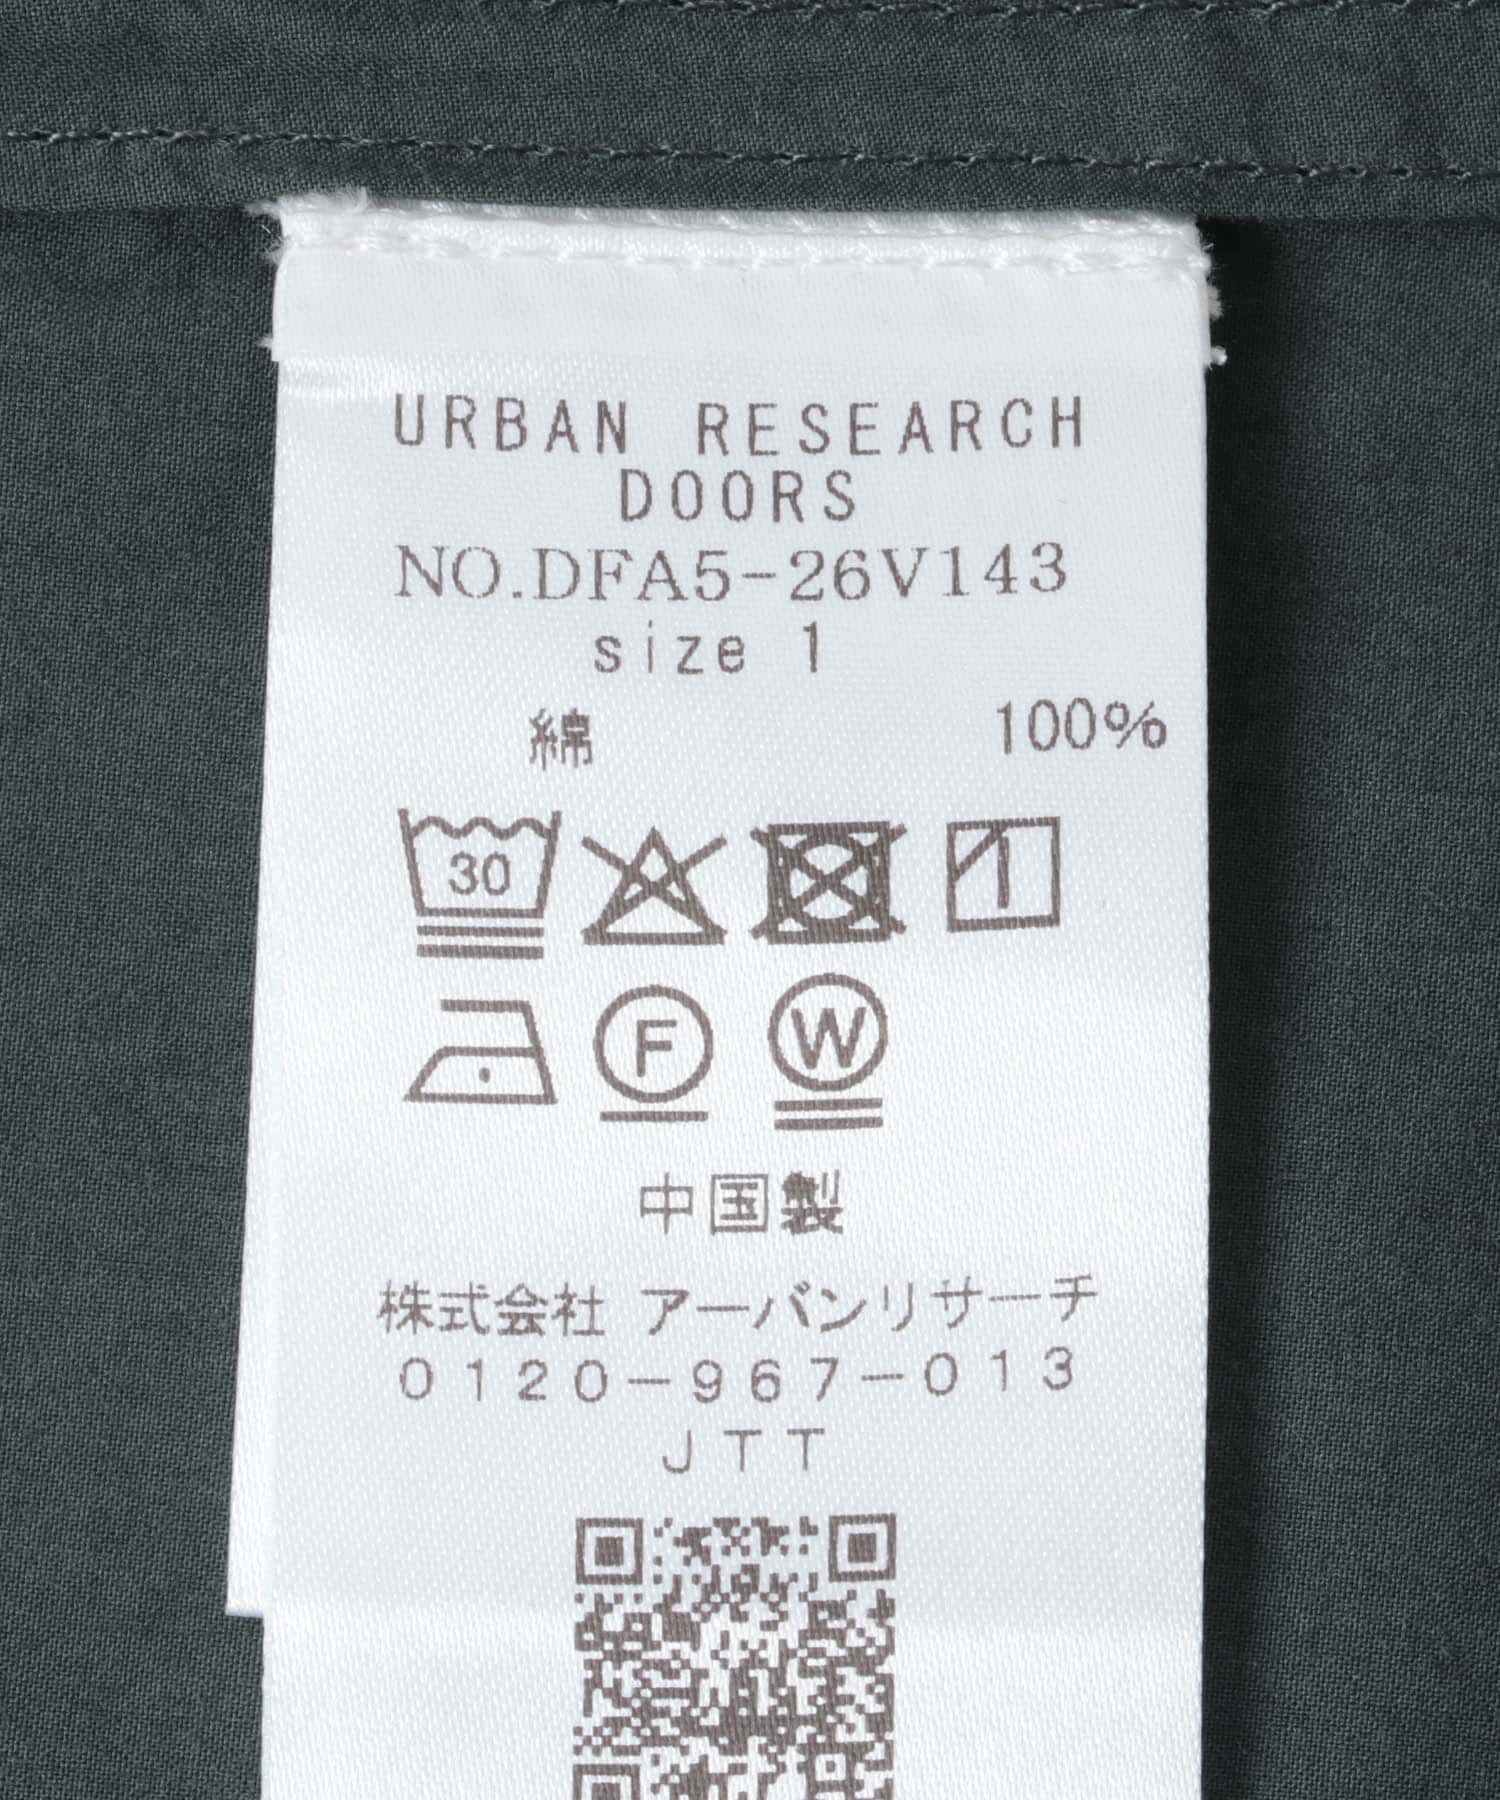 URBAN RESEARCH
DOORS
NO.DFA5-26V143
size 1
綿 100%
30
F W
中国製
株式会社 アーバンリサーチ
0120-967-013
JTT